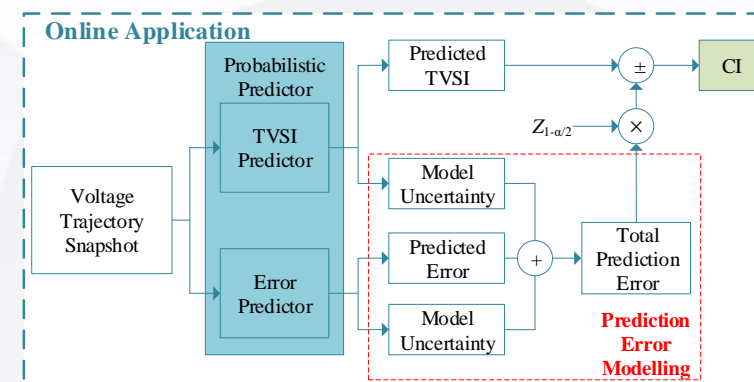 Online Application
Probabilistic
Predictor
TVSI
Predictor
Error
Predictor
Voltage
Trajectory
Snapshot
Predicted
TVSI
±
CI
Z1-α/2
×
Model
Uncertainty
Predicted
Error
Model
Uncertainty
+
Total
Prediction
Error
Prediction
Error
Modelling